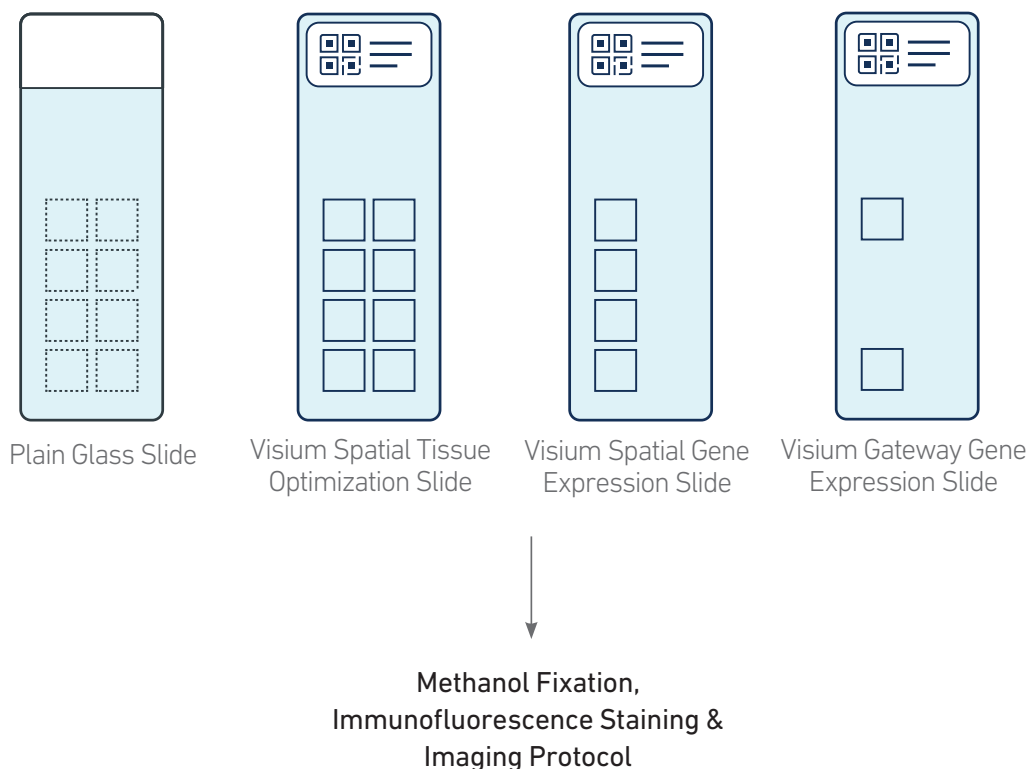 Plain Glass Slide
Visium Spatial Tissue
Optimization Slide
Visium Spatial Gene
Expression Slide
Visium Gateway Gene
Expression Slide
Methanol Fixation,
Immunofluorescence Staining &
Imaging Protocol